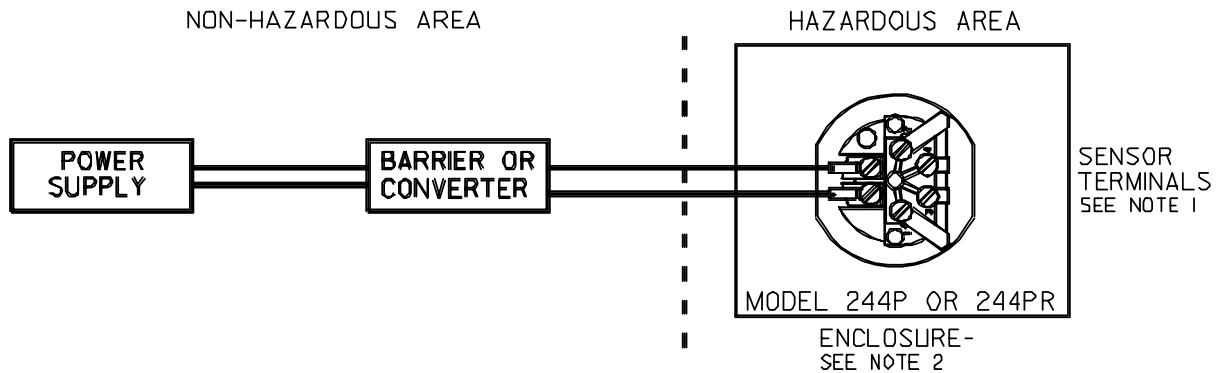 NON-HAZARDOUS AREA
HAZARDOUS AREA
POWER
SUPPLY
BARRIER OR
CONVERTER
SENSOR
TERMINALS
SEE NOTE 1
MODEL 244P OR 244PR
ENCLOSURE-
SEE NOTE 2